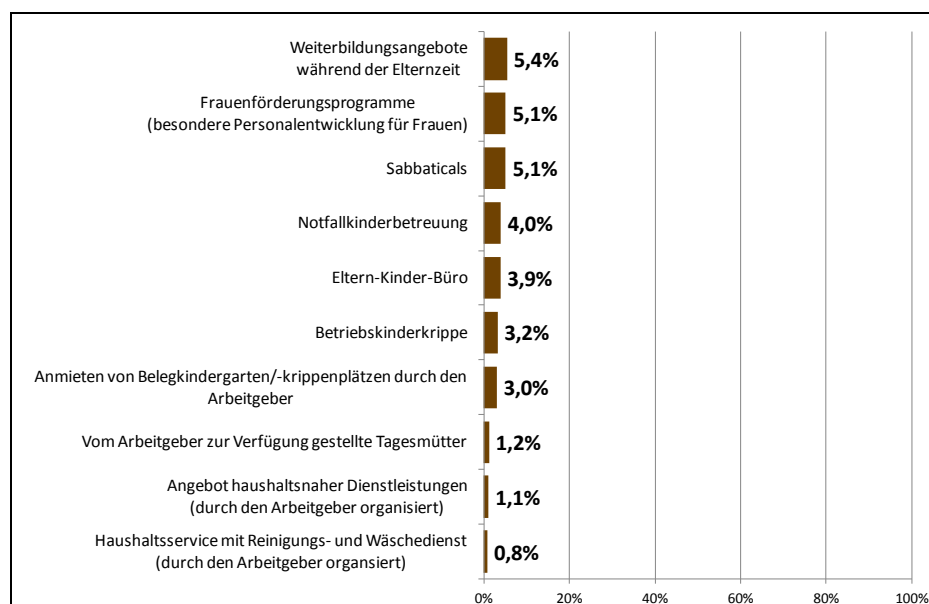 Weiterbildungsangebote
während der Elternzeit
5,4%
Frauenförderungsprogramme
(besondere Personalentwicklung für Frauen)
5,1%
Sabbaticals
5,1%
Notfallkinderbetreuung
4,0%
Eltern-Kinder-Büro
3,9%
Betriebskinderkrippe
3,2%
Anmieten von Belegkindergarten/-krippenplätzen durch den
Arbeitgeber
3,0%
Vom Arbeitgeber zur Verfügung gestellte Tagesmütter
1,2%
Angebot haushaltsnaher Dienstleistungen
(durch den Arbeitgeber organisiert)
1,1%
Haushaltsservice mit Reinigungs- und Wäschedienst
(durch den Arbeitgeber organsiert)
0,8%
0% 20% 40% 60% 80% 100%